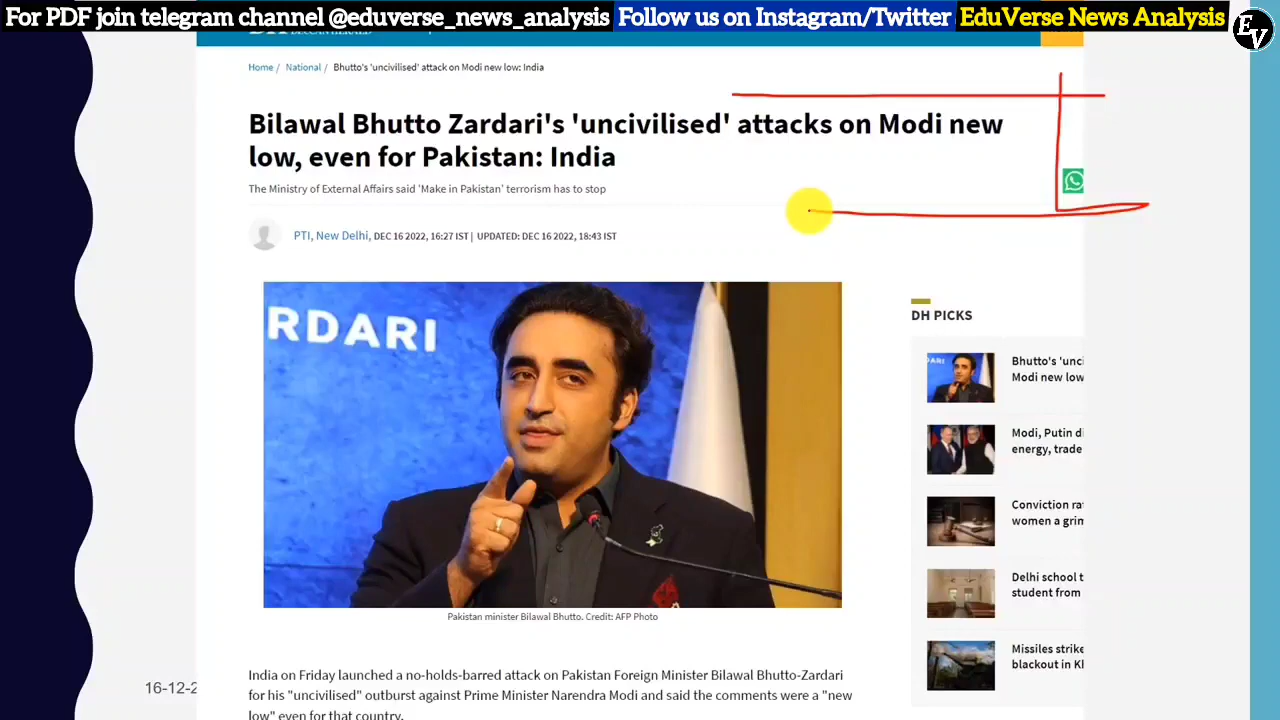 For PDF join telegram channel @eduverse_news_analysis Follow us on Instagram/Twitter EduVerse News Analysis
EV
Home / National / Bhutto's 'uncivilised' attack on Modi new low: India
Bilawal Bhutto Zardari's 'uncivilised' attacks on Modi new
low, even for Pakistan: India
The Ministry of External Affairs said 'Make in Pakistan' terrorism has to stop
PTI, New Delhi, DEC 16 2022, 16:27 IST | UPDATED: DEC 16 2022, 18:43 IST
RDARI
Pakistan minister Bilawal Bhutto. Credit: AFP Photo
India on Friday launched a no-holds-barred attack on Pakistan Foreign Minister Bilawal Bhutto-Zardari
for his "uncivilised" outburst against Prime Minister Narendra Modi and said the comments were a "new
low" even for that country.
DH PICKS
Bhutto's 'unci
Modi new low
Modi, Putin di
energy, trade
Conviction ra
women a grim
Delhi school t
student from
Missiles strike
blackout in
16-12-2